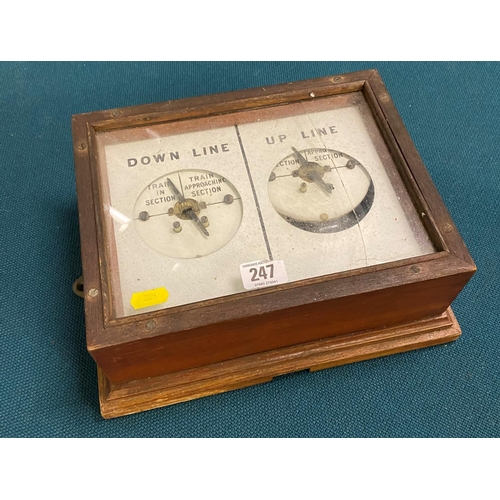 DOWN LINE
UP LINE
TRAIN IN SECTION
TRAIN APPROACHING SECTION
SECTION
247